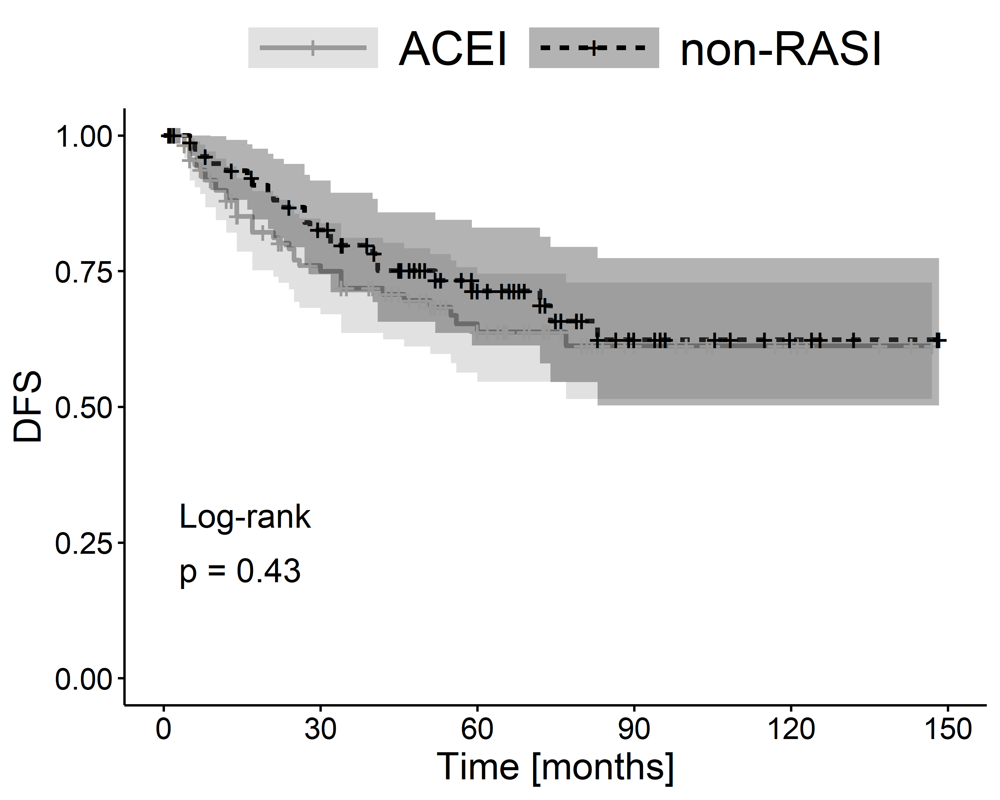 ACEI non-RASI
1.00
0.75
0.50
0.25
0.00
DFS
Log-rank
p = 0.43
0 30 60 90 120 150
Time [months]